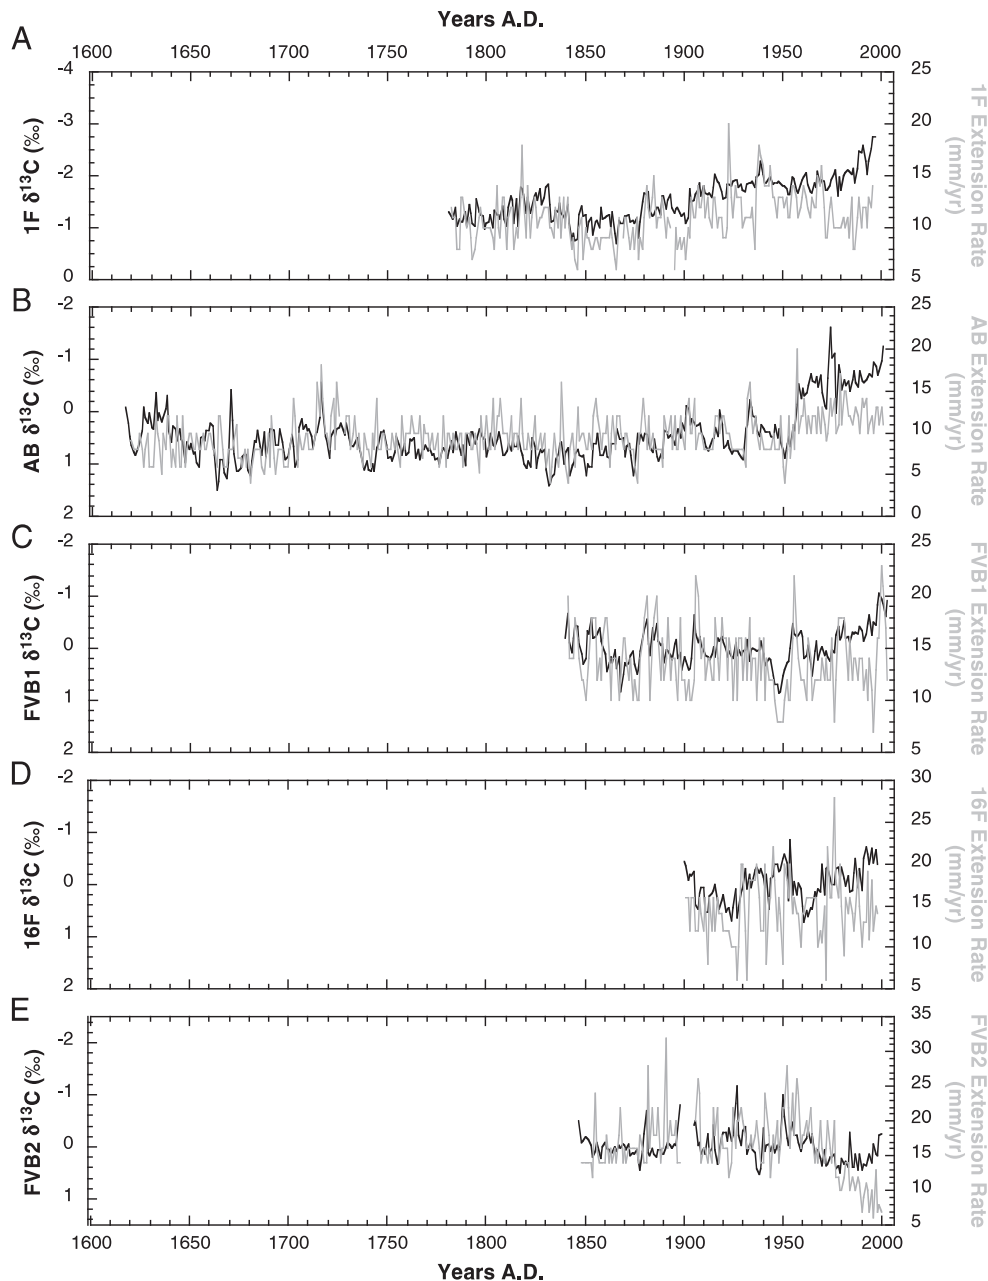 Years A.D.
A
1600 1650 1700 1750 1800 1850 1900 1950 2000
-4 25
-3 20
-2 15
-1 10
0 5
1F δ¹³C (‰)
1F Extension Rate
(mm/yr)
B
-2 25
-1 20
15
0 10
1 5
2 0
AB δ¹³C (‰)
AB Extension Rate
(mm/yr)
C
-2 25
-1 20
0 15
1 10
2 5
FVB1 δ¹³C (‰)
FVB1 Extension Rate
(mm/yr)
D
-2 30
-1 25
0 20
15
1 10
2 5
16F δ¹³C (‰)
16F Extension Rate
(mm/yr)
E
35
-2 30
-1 25
20
0 15
1 10
5
FVB2 δ¹³C (‰)
FVB2 Extension Rate
(mm/yr)
1600 1650 1700 1750 1800 1850 1900 1950 2000
Years A.D.